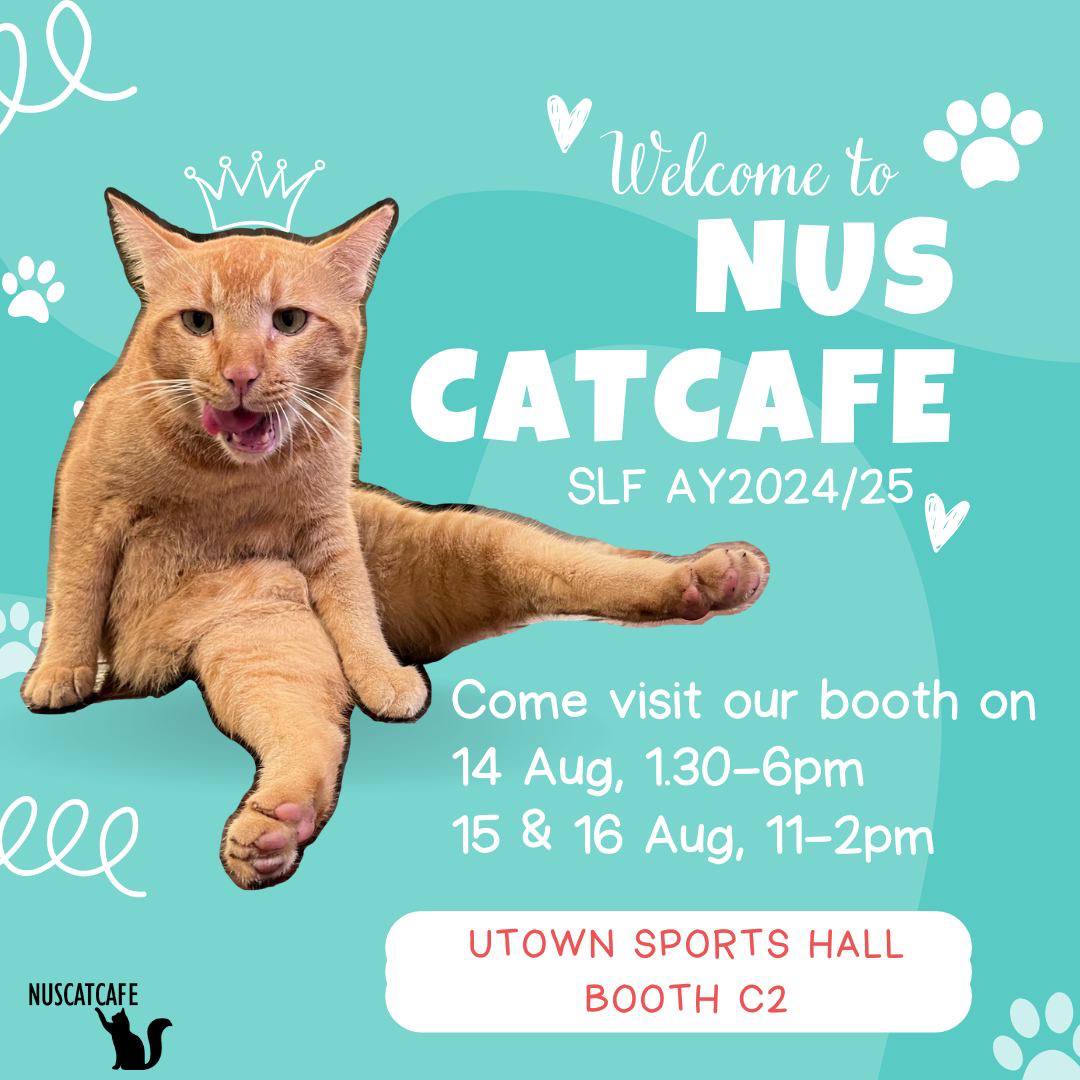 Welcome to
NUS
CATCAFE
SLF AY2024/25
Come visit our booth on
14 Aug, 1.30-6pm
15 & 16 Aug, 11-2pm
UTOWN SPORTS HALL
BOOTH C2
NUSCATCAFE